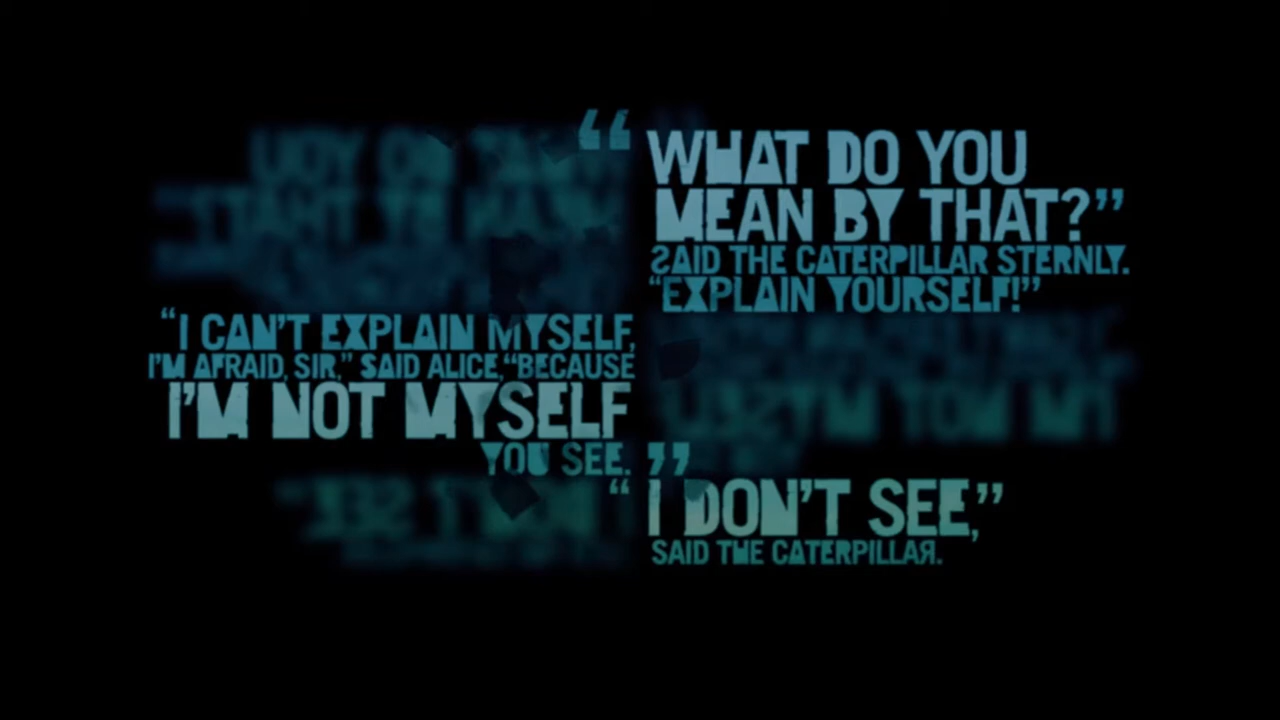 “WHAT DO YOU
MEAN BY THAT?”
SAID THE CATERPILLAR STERNLY.
“EXPLAIN YOURSELF!”
“I CAN’T EXPLAIN MYSELF,
I’M AFRAID, SIR,” SAID ALICE, “BECAUSE
I’M NOT MYSELF
YOU SEE.”
“I DON’T SEE,”
SAID THE CATERPILLAR.